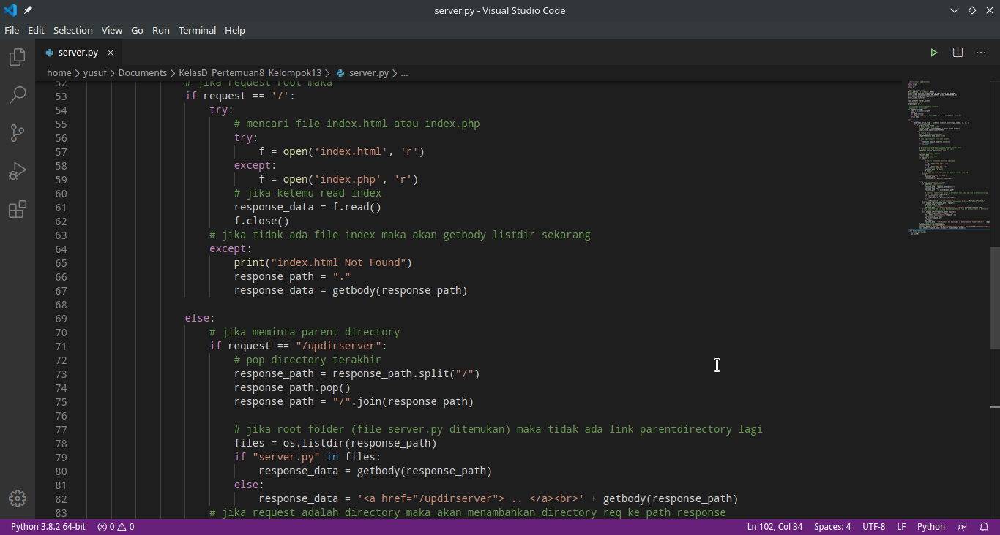 server.py - Visual Studio Code
File Edit Selection View Go Run Terminal Help
server.py
home > yusuf > Documents > KelasD_Pertemuan8_Kelompok13 > server.py > ...
52 # jika request root maka
53 if request == '/':
54 try:
55 # mencari file index.html atau index.php
56 try:
57 f = open('index.html', 'r')
58 except:
59 f = open('index.php', 'r')
60 # jika ketemu read index
61 response_data = f.read()
62 f.close()
63 # jika tidak ada file index maka akan getbody listdir sekarang
64 except:
65 print("index.html Not Found")
66 response_path = "."
67 response_data = getbody(response_path)
68
69 else:
70 # jika meminta parent directory
71 if request == "/updirserver":
72 # pop directory terakhir
73 response_path = response_path.split("/")
74 response_path.pop()
75 response_path = "/".join(response_path)
76
77 # jika root folder (file server.py ditemukan) maka tidak ada link parentdirectory lagi
78 files = os.listdir(response_path)
79 if "server.py" in files:
80 response_data = getbody(response_path)
81 else:
82 response_data = '<a href="/updirserver"> .. </a><br>' + getbody(response_path)
83 # jika request adalah directory maka akan menambahkan directory req ke path response
Python 3.8.2 64-bit 0 0 Ln 102, Col 34 Spaces: 4 UTF-8 LF Python